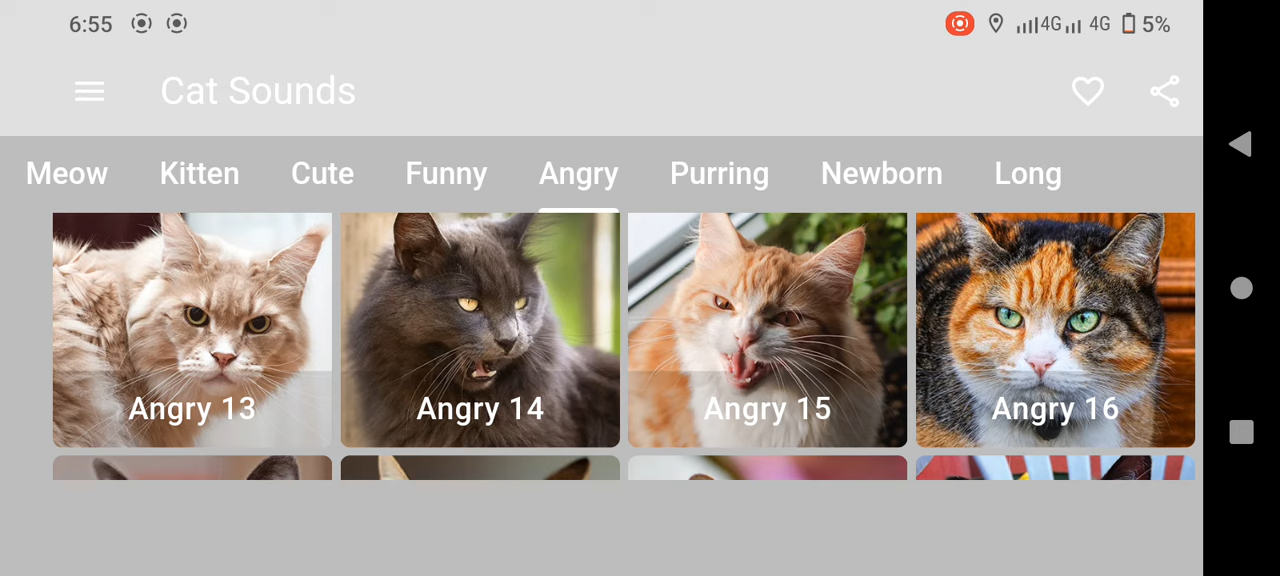 6:55 4G 4G 5%
Cat Sounds
Meow Kitten Cute Funny Angry Purring Newborn Long
Angry 13 Angry 14 Angry 15 Angry 16